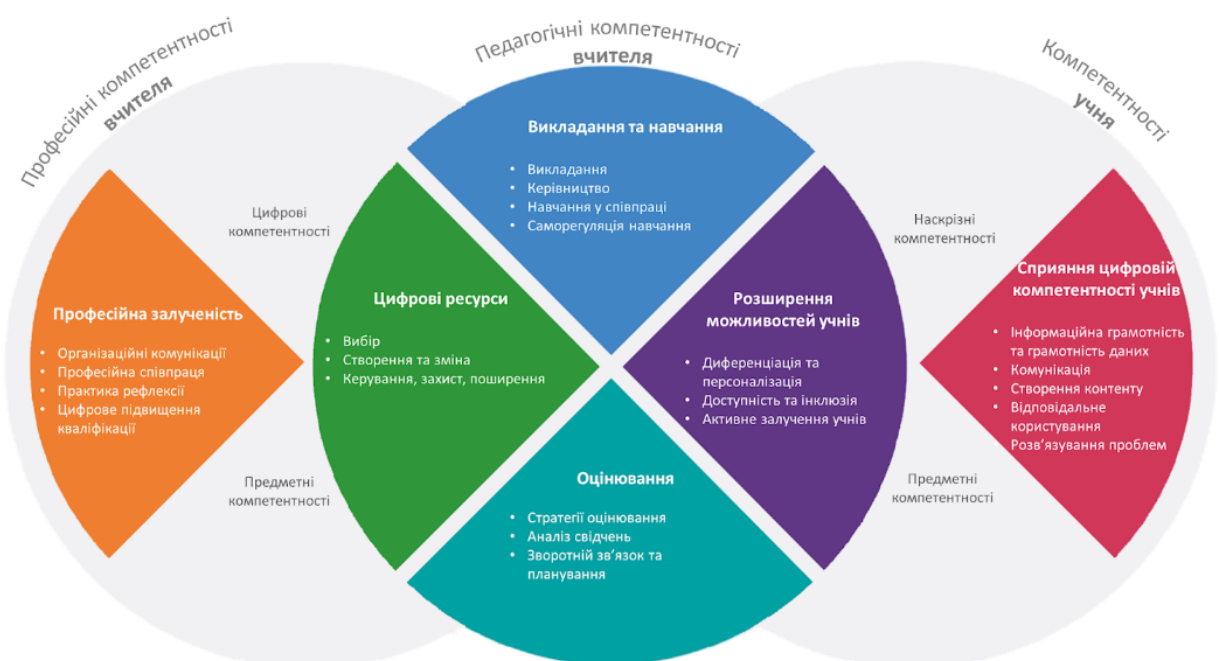 Професійні компетентності
вчителя
Педагогічні компетентності
вчителя
Компетентності
учня
Викладання та навчання
• Викладання
• Керівництво
• Навчання у співпраці
• Саморегуляція навчання
Цифрові
компетентності
Наскрізні
компетентності
Професійна залученість
• Організаційні комунікації
• Професійна співпраця
• Практика рефлексії
• Цифрове підвищення
кваліфікації
Цифрові ресурси
• Вибір
• Створення та зміна
• Керування, захист, поширення
Розширення
можливостей учнів
• Диференціація та
персоналізація
• Доступність та інклюзія
• Активне залучення учнів
Сприяння цифровій
компетентності учнів
• Інформаційна грамотність
та грамотність даних
• Комунікація
• Створення контенту
• Відповідальне
користування
Розв’язування проблем
Предметні
компетентності
Предметні
компетентності
Оцінювання
• Стратегії оцінювання
• Аналіз свідчень
• Зворотній зв’язок та
планування